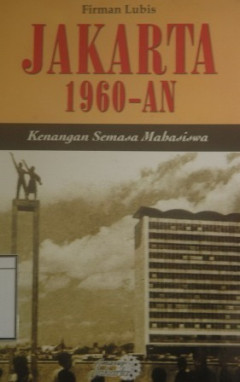 Firman Lubis
JAKARTA
1960-AN
Kenangan Semasa Mahasiswa